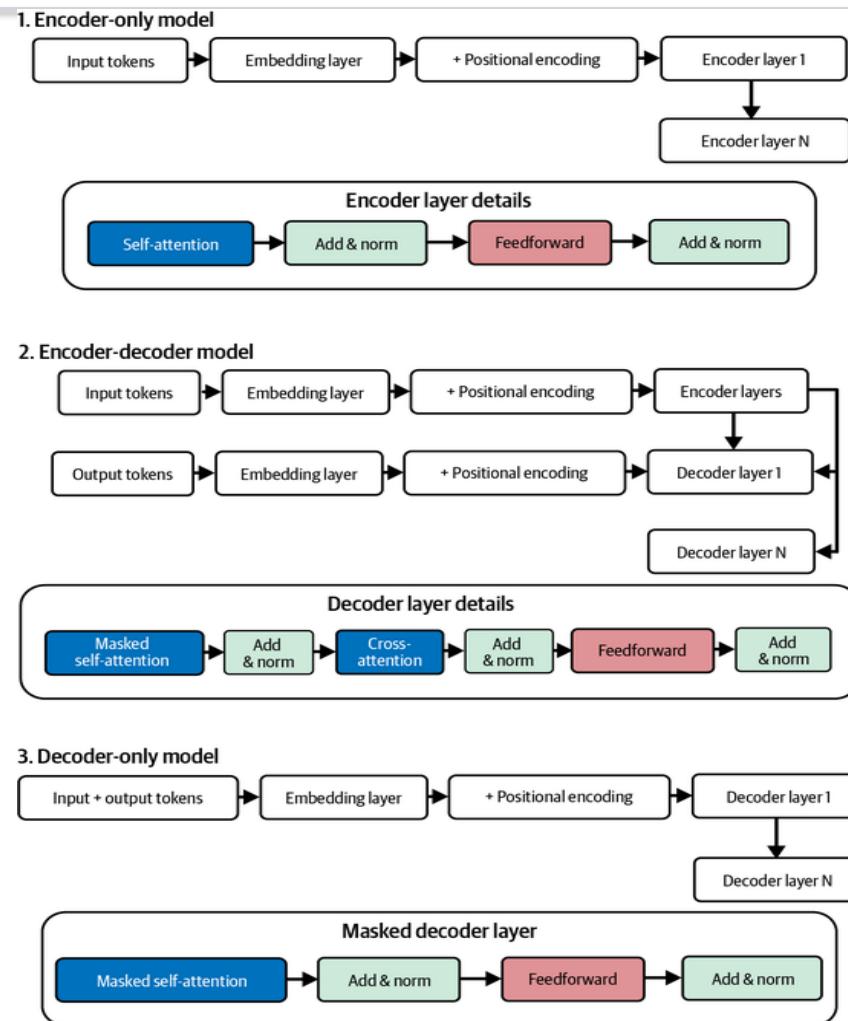 1. Encoder-only model
Input tokens
Embedding layer
+ Positional encoding
Encoder layer 1
Encoder layer N
Encoder layer details
Self-attention
Add & norm
Feedforward
Add & norm
2. Encoder-decoder model
Input tokens
Embedding layer
+ Positional encoding
Encoder layers
Output tokens
Embedding layer
+ Positional encoding
Decoder layer 1
Decoder layer N
Decoder layer details
Masked
self-attention
Add
& norm
Cross-
attention
Add
& norm
Feedforward
Add
& norm
3. Decoder-only model
Input + output tokens
Embedding layer
+ Positional encoding
Decoder layer 1
Decoder layer N
Masked decoder layer
Masked self-attention
Add & norm
Feedforward
Add & norm